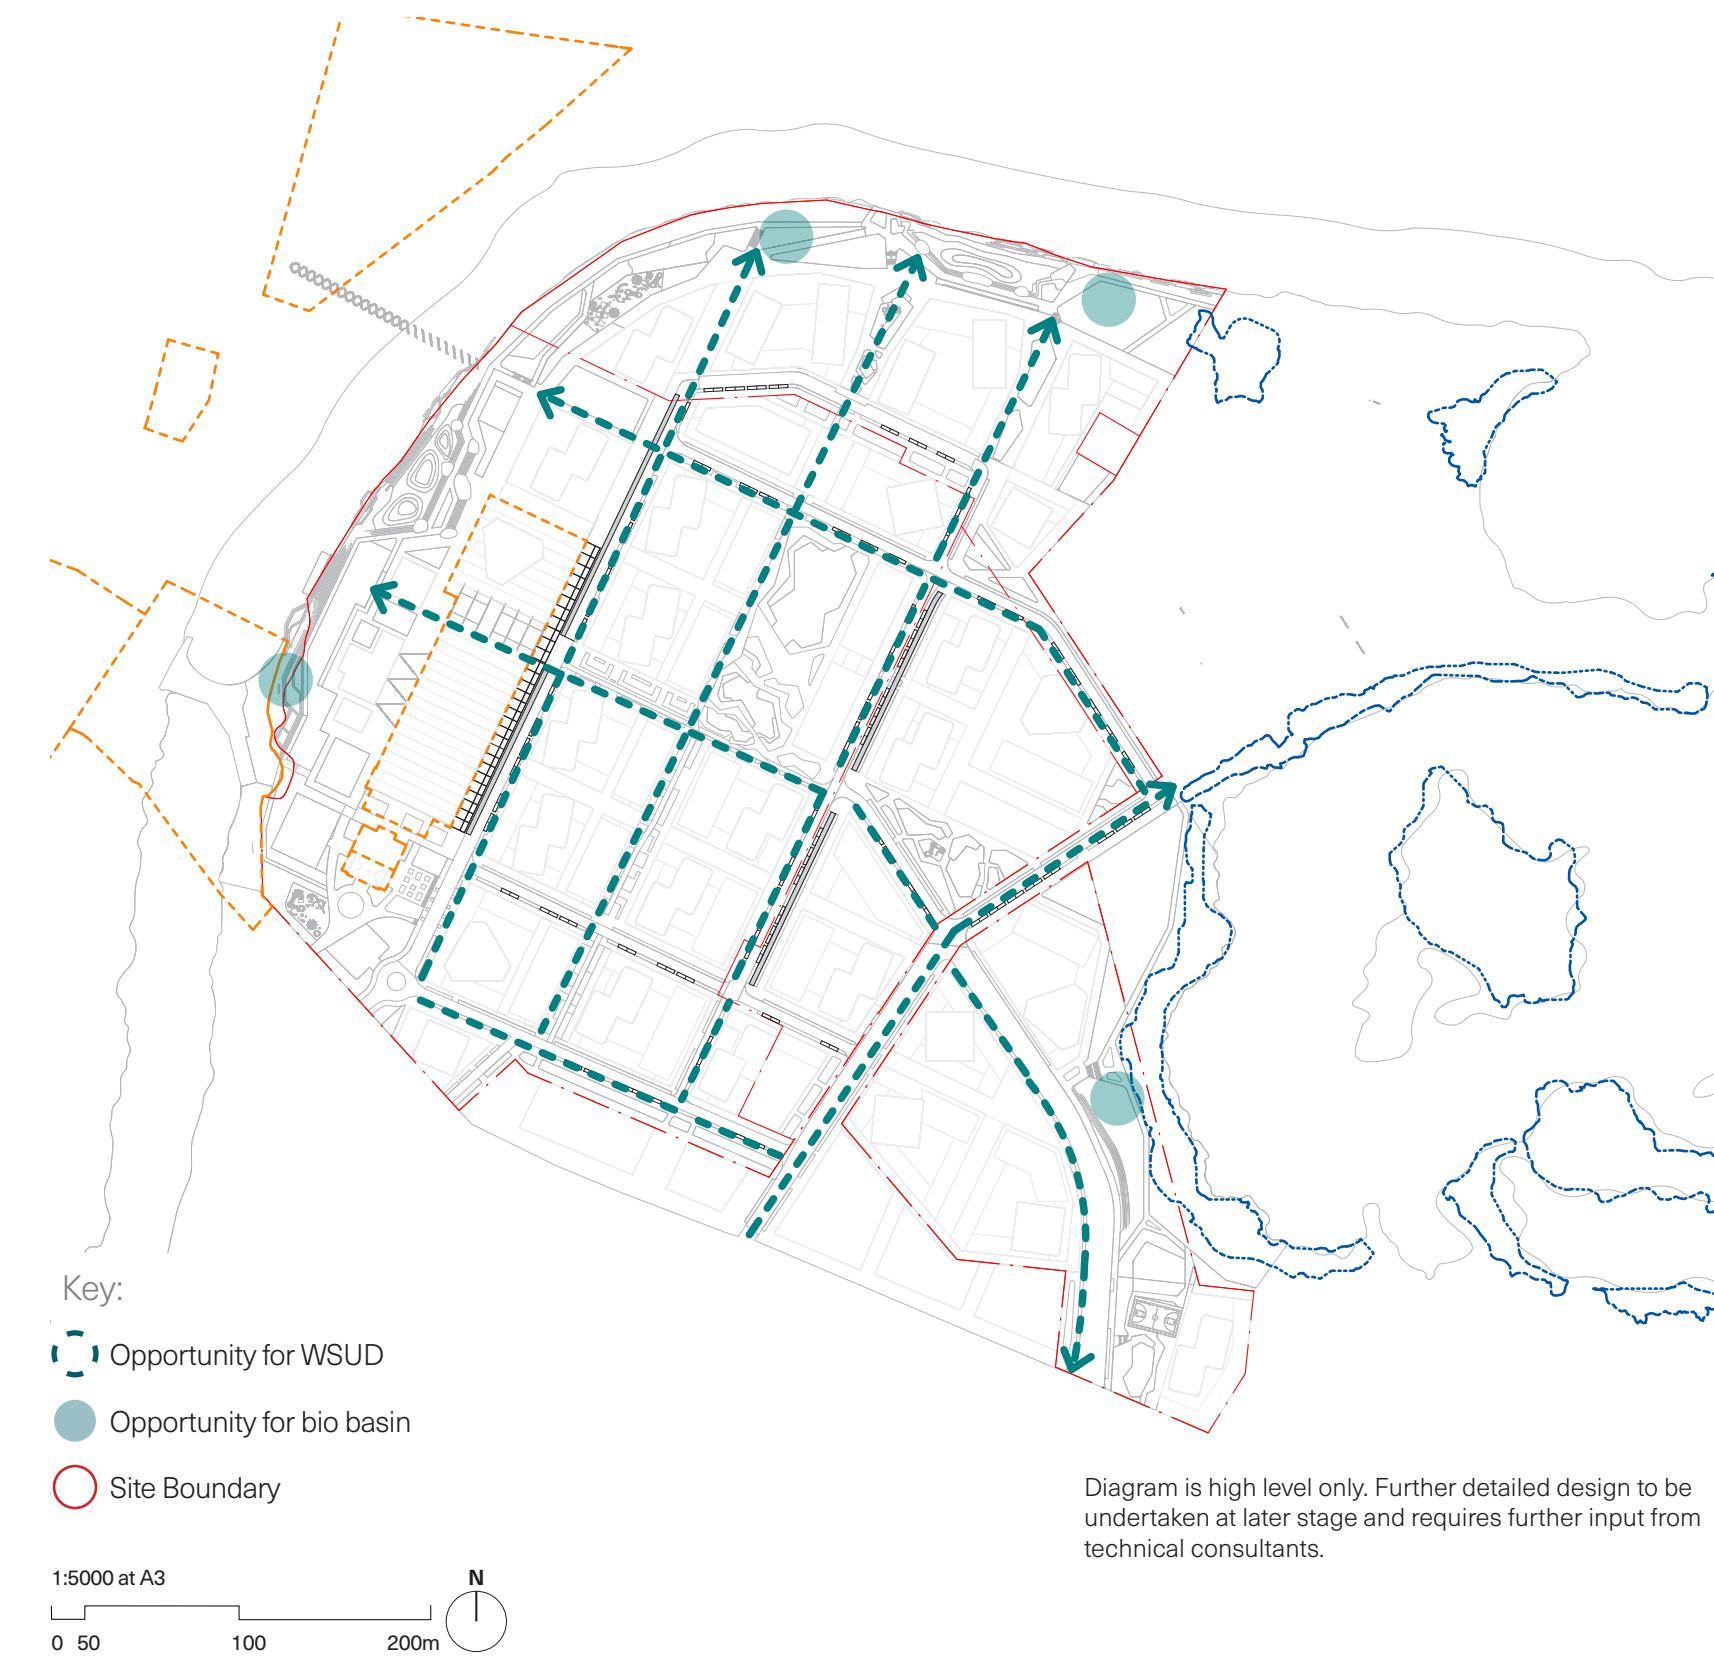 Key:
Opportunity for WSUD
Opportunity for bio basin
Site Boundary
Diagram is high level only. Further detailed design to be
undertaken at later stage and requires further input from
technical consultants.
1:5000 at A3
N
0 50 100 200m